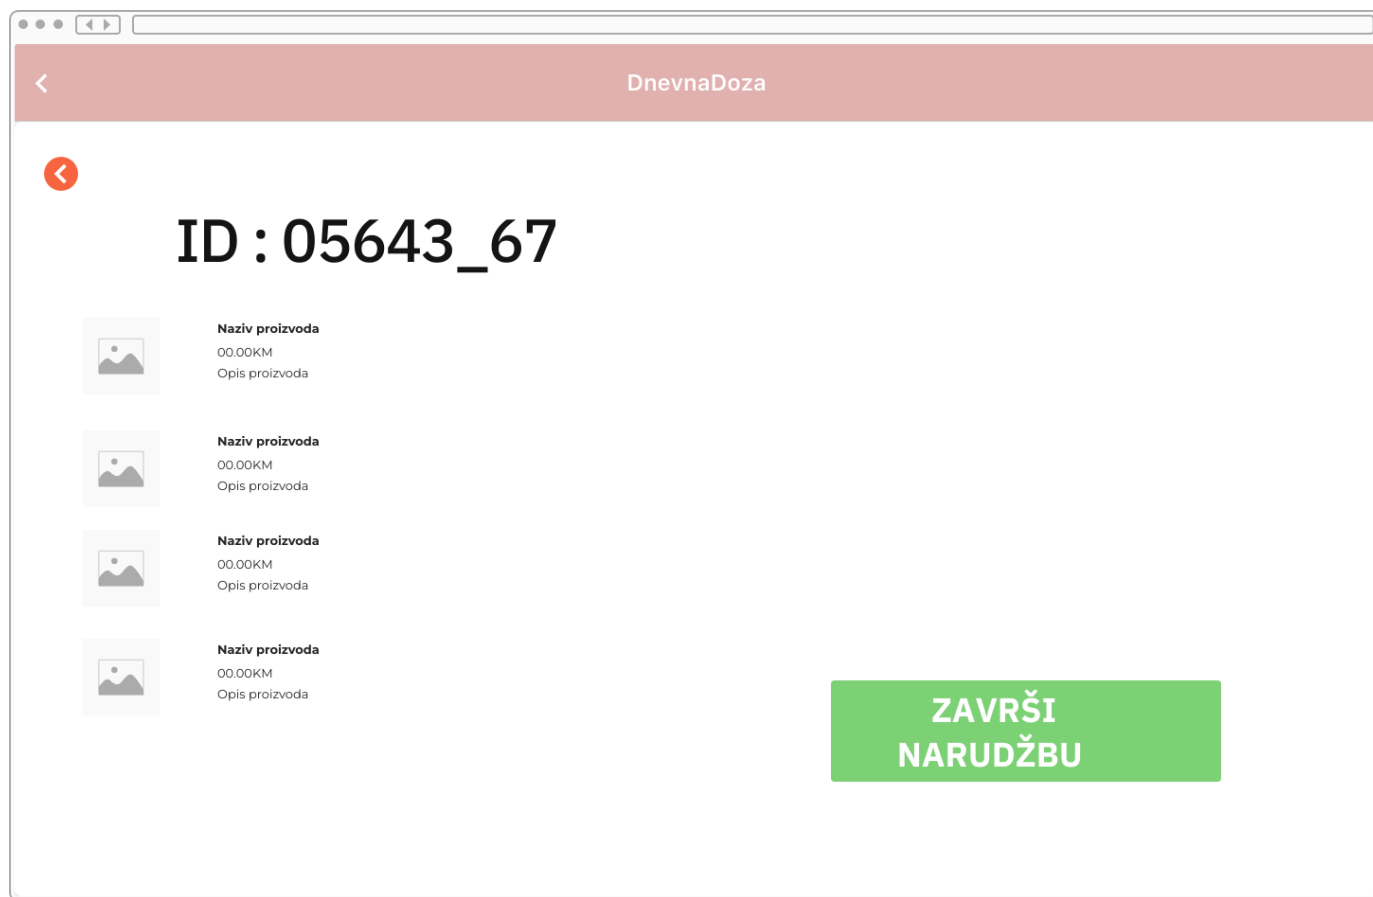 DnevnaDoza
ID : 05643_67
Naziv proizvoda
00.00KM
Opis proizvoda
Naziv proizvoda
00.00KM
Opis proizvoda
Naziv proizvoda
00.00KM
Opis proizvoda
Naziv proizvoda
00.00KM
Opis proizvoda
ZAVRŠI
NARUDŽBU